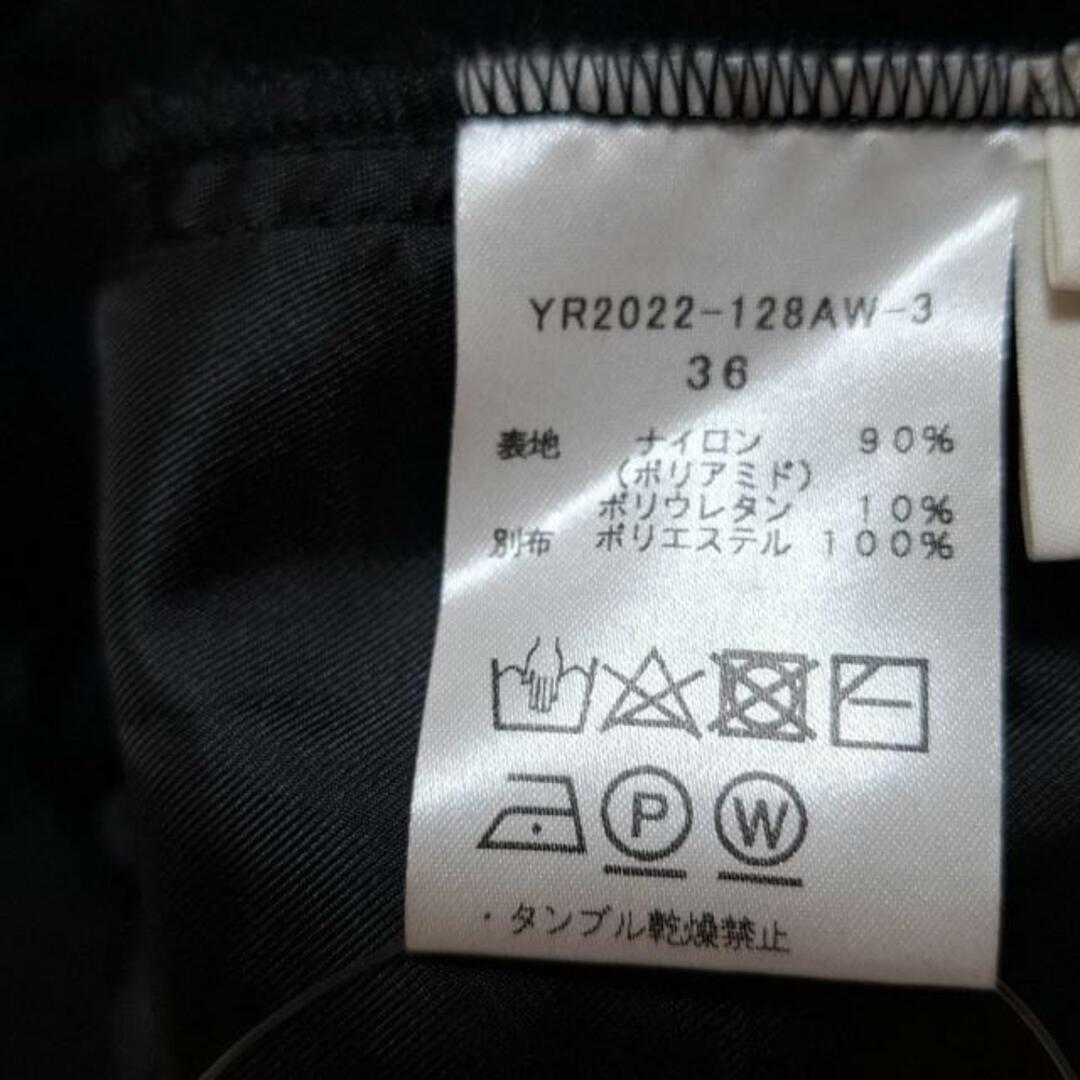 YR2022-128AW-3
36
表地 ナイロン 90%
(ポリアミド)
ポリウレタン 10%
別布 ポリエステル 100%
P W
・タンブル乾燥禁止